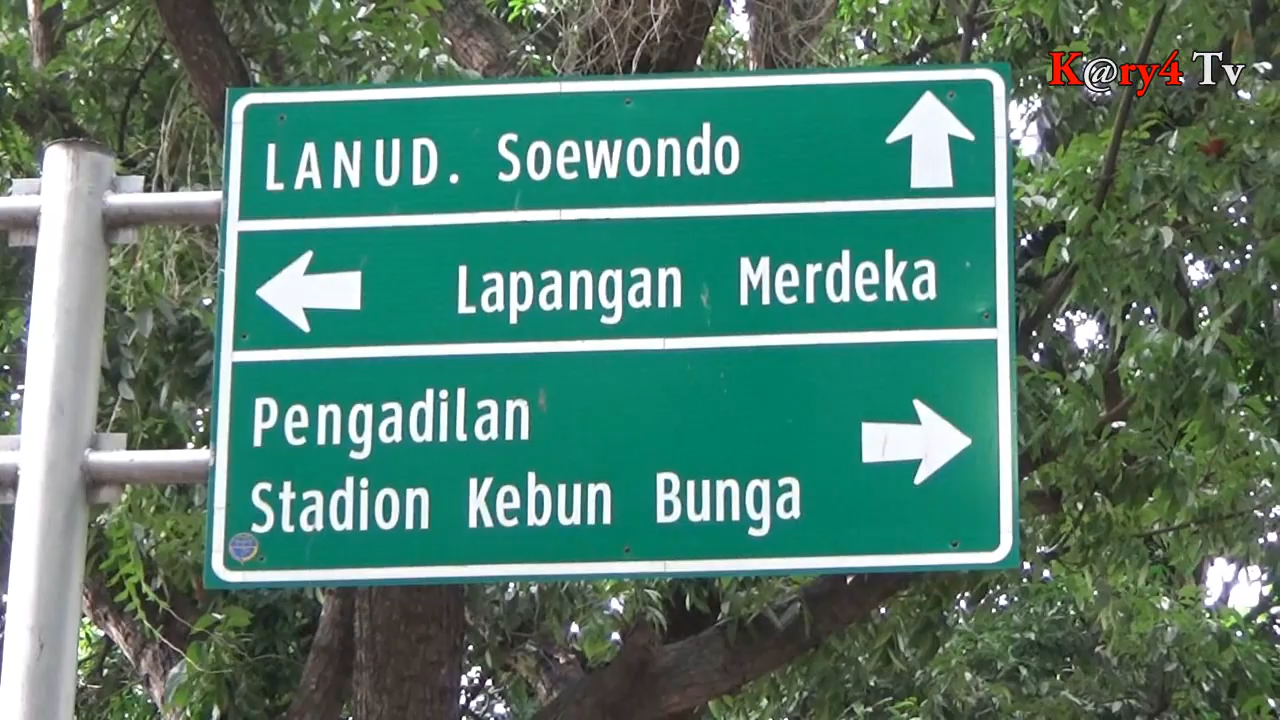 K@ry4 Tv
LANUD. Soewondo
Lapangan Merdeka
Pengadilan
Stadion Kebun Bunga